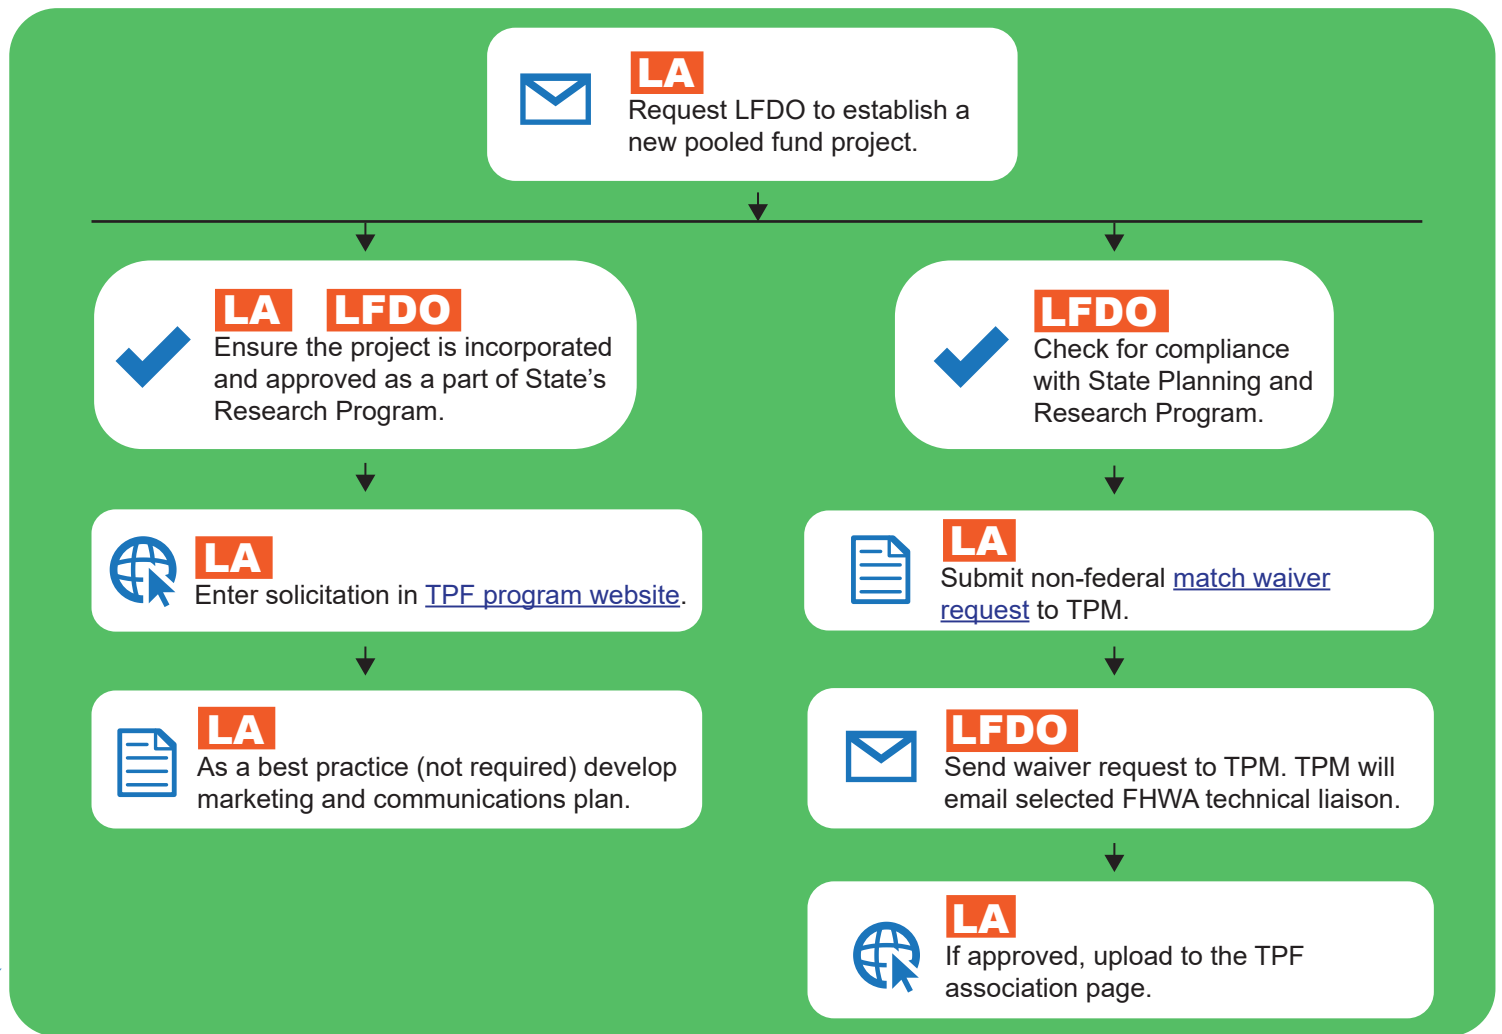 LA
Request LFDO to establish a
new pooled fund project.
LA LFDO
Ensure the project is incorporated
and approved as a part of State’s
Research Program.
LA
Enter solicitation in TPF program website.
LA
As a best practice (not required) develop
marketing and communications plan.
LFDO
Check for compliance
with State Planning and
Research Program.
LA
Submit non-federal match waiver
request to TPM.
LFDO
Send waiver request to TPM. TPM will
email selected FHWA technical liaison.
LA
If approved, upload to the TPF
association page.